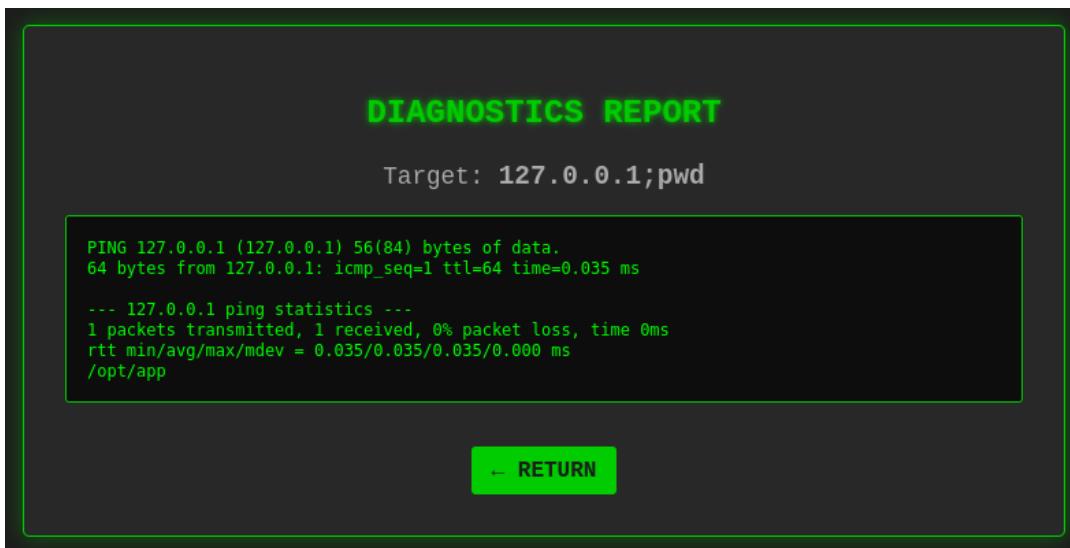 DIAGNOSTICS REPORT
Target: 127.0.0.1;pwd
PING 127.0.0.1 (127.0.0.1) 56(84) bytes of data.
64 bytes from 127.0.0.1: icmp_seq=1 ttl=64 time=0.035 ms
--- 127.0.0.1 ping statistics ---
1 packets transmitted, 1 received, 0% packet loss, time 0ms
rtt min/avg/max/mdev = 0.035/0.035/0.035/0.000 ms
/opt/app
← RETURN